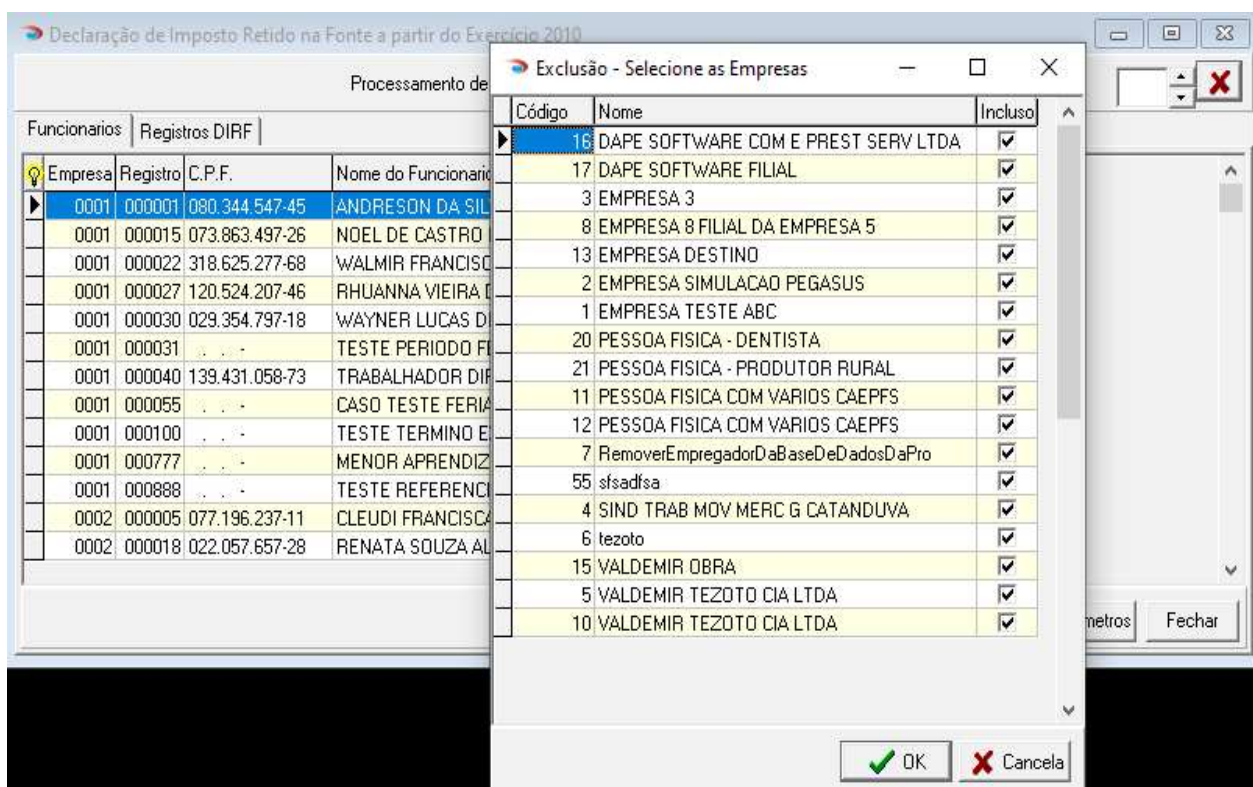 Declaração de Imposto Retido na Fonte a partir do Exercício 2010
Processamento de
Funcionarios Registros DIRF
Empresa Registro C.P.F. Nome do Funcionario
0001 000001 080.344.547-45 ANDRESON DA SIL
0001 000015 073.863.497-26 NOEL DE CASTRO
0001 000022 318.625.277-68 WALMIR FRANCISC
0001 000027 120.524.207-46 RHUANNA VIEIRA D
0001 000030 029.354.797-18 WAYNER LUCAS DI
0001 000031 . . - TESTE PERIODO FI
0001 000040 139.431.058-73 TRABALHADOR DIF
0001 000055 . . - CASO TESTE FERIA
0001 000100 . . - TESTE TERMINO E
0001 000777 . . - MENOR APRENDIZ
0001 000888 . . - TESTE REFERENCI
0002 000005 077.196.237-11 CLEUDI FRANCISCA
0002 000018 022.057.657-28 RENATA SOUZA AL
metros Fechar
Exclusão - Selecione as Empresas
Código Nome Incluso
16 DAPE SOFTWARE COM E PREST SERV LTDA
17 DAPE SOFTWARE FILIAL
3 EMPRESA 3
8 EMPRESA 8 FILIAL DA EMPRESA 5
13 EMPRESA DESTINO
2 EMPRESA SIMULACAO PEGASUS
1 EMPRESA TESTE ABC
20 PESSOA FISICA - DENTISTA
21 PESSOA FISICA - PRODUTOR RURAL
11 PESSOA FISICA COM VARIOS CAEPFS
12 PESSOA FISICA COM VARIOS CAEPFS
7 RemoverEmpregadorDaBaseDeDadosDaPro
55 sfsadfsa
4 SIND TRAB MOV MERC G CATANDUVA
6 tezoto
15 VALDEMIR OBRA
5 VALDEMIR TEZOTO CIA LTDA
10 VALDEMIR TEZOTO CIA LTDA
OK Cancela